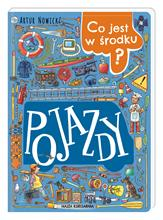 ARTUR NOWICKI
Co jest
w środku
?
POJAZDY
NASZA KSIĘGARNIA